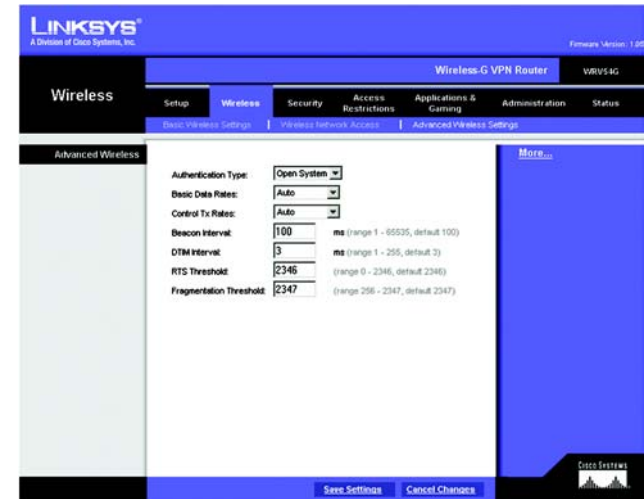 LINKSYS®
A Division of Cisco Systems, Inc.
Firmware Version: 1.05
Wireless-G VPN Router WRV54G
Wireless
Setup Wireless Security Access Restrictions Applications & Gaming Administration Status
Basic Wireless Settings | Wireless Network Access | Advanced Wireless Settings
Advanced Wireless
More...
Authentication Type: Open System
Basic Data Rates: Auto
Control Tx Rates: Auto
Beacon Interval: 100 ms (range 1 - 65535, default 100)
DTIM Interval: 3 ms (range 1 - 255, default 3)
RTS Threshold: 2346 (range 0 - 2346, default 2346)
Fragmentation Threshold: 2347 (range 256 - 2347, default 2347)
Cisco Systems
Save Settings Cancel Changes